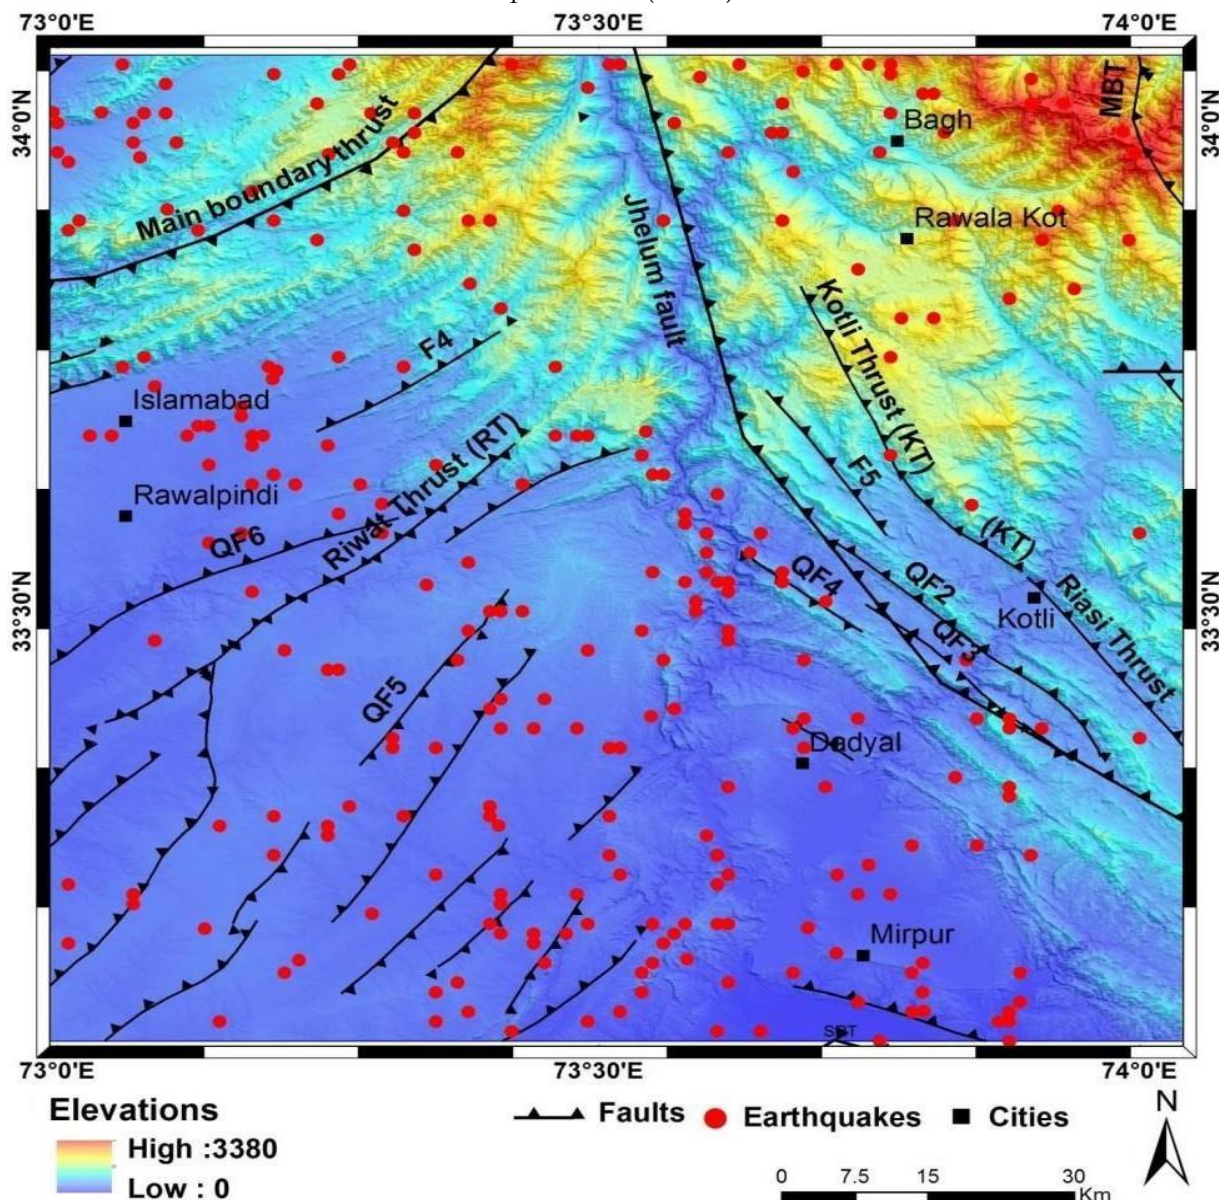 73°0'E 73°30'E 74°0'E
34°0'N
34°0'N
MBT
Bagh
Main boundary thrust
Rawala Kot
Jhelum fault
Kotli Thrust (KT)
F4
Islamabad
Riwat Thrust (RT)
F5
Rawalpindi
QF6
(KT)
QF4
QF2
Riasi Thrust
33°30'N
33°30'N
Kotli
QF3
QF5
Dadyal
Mirpur
73°0'E 73°30'E 74°0'E
Elevations
High :3380
Low : 0
Faults Earthquakes Cities
N
0 7.5 15 30
Km